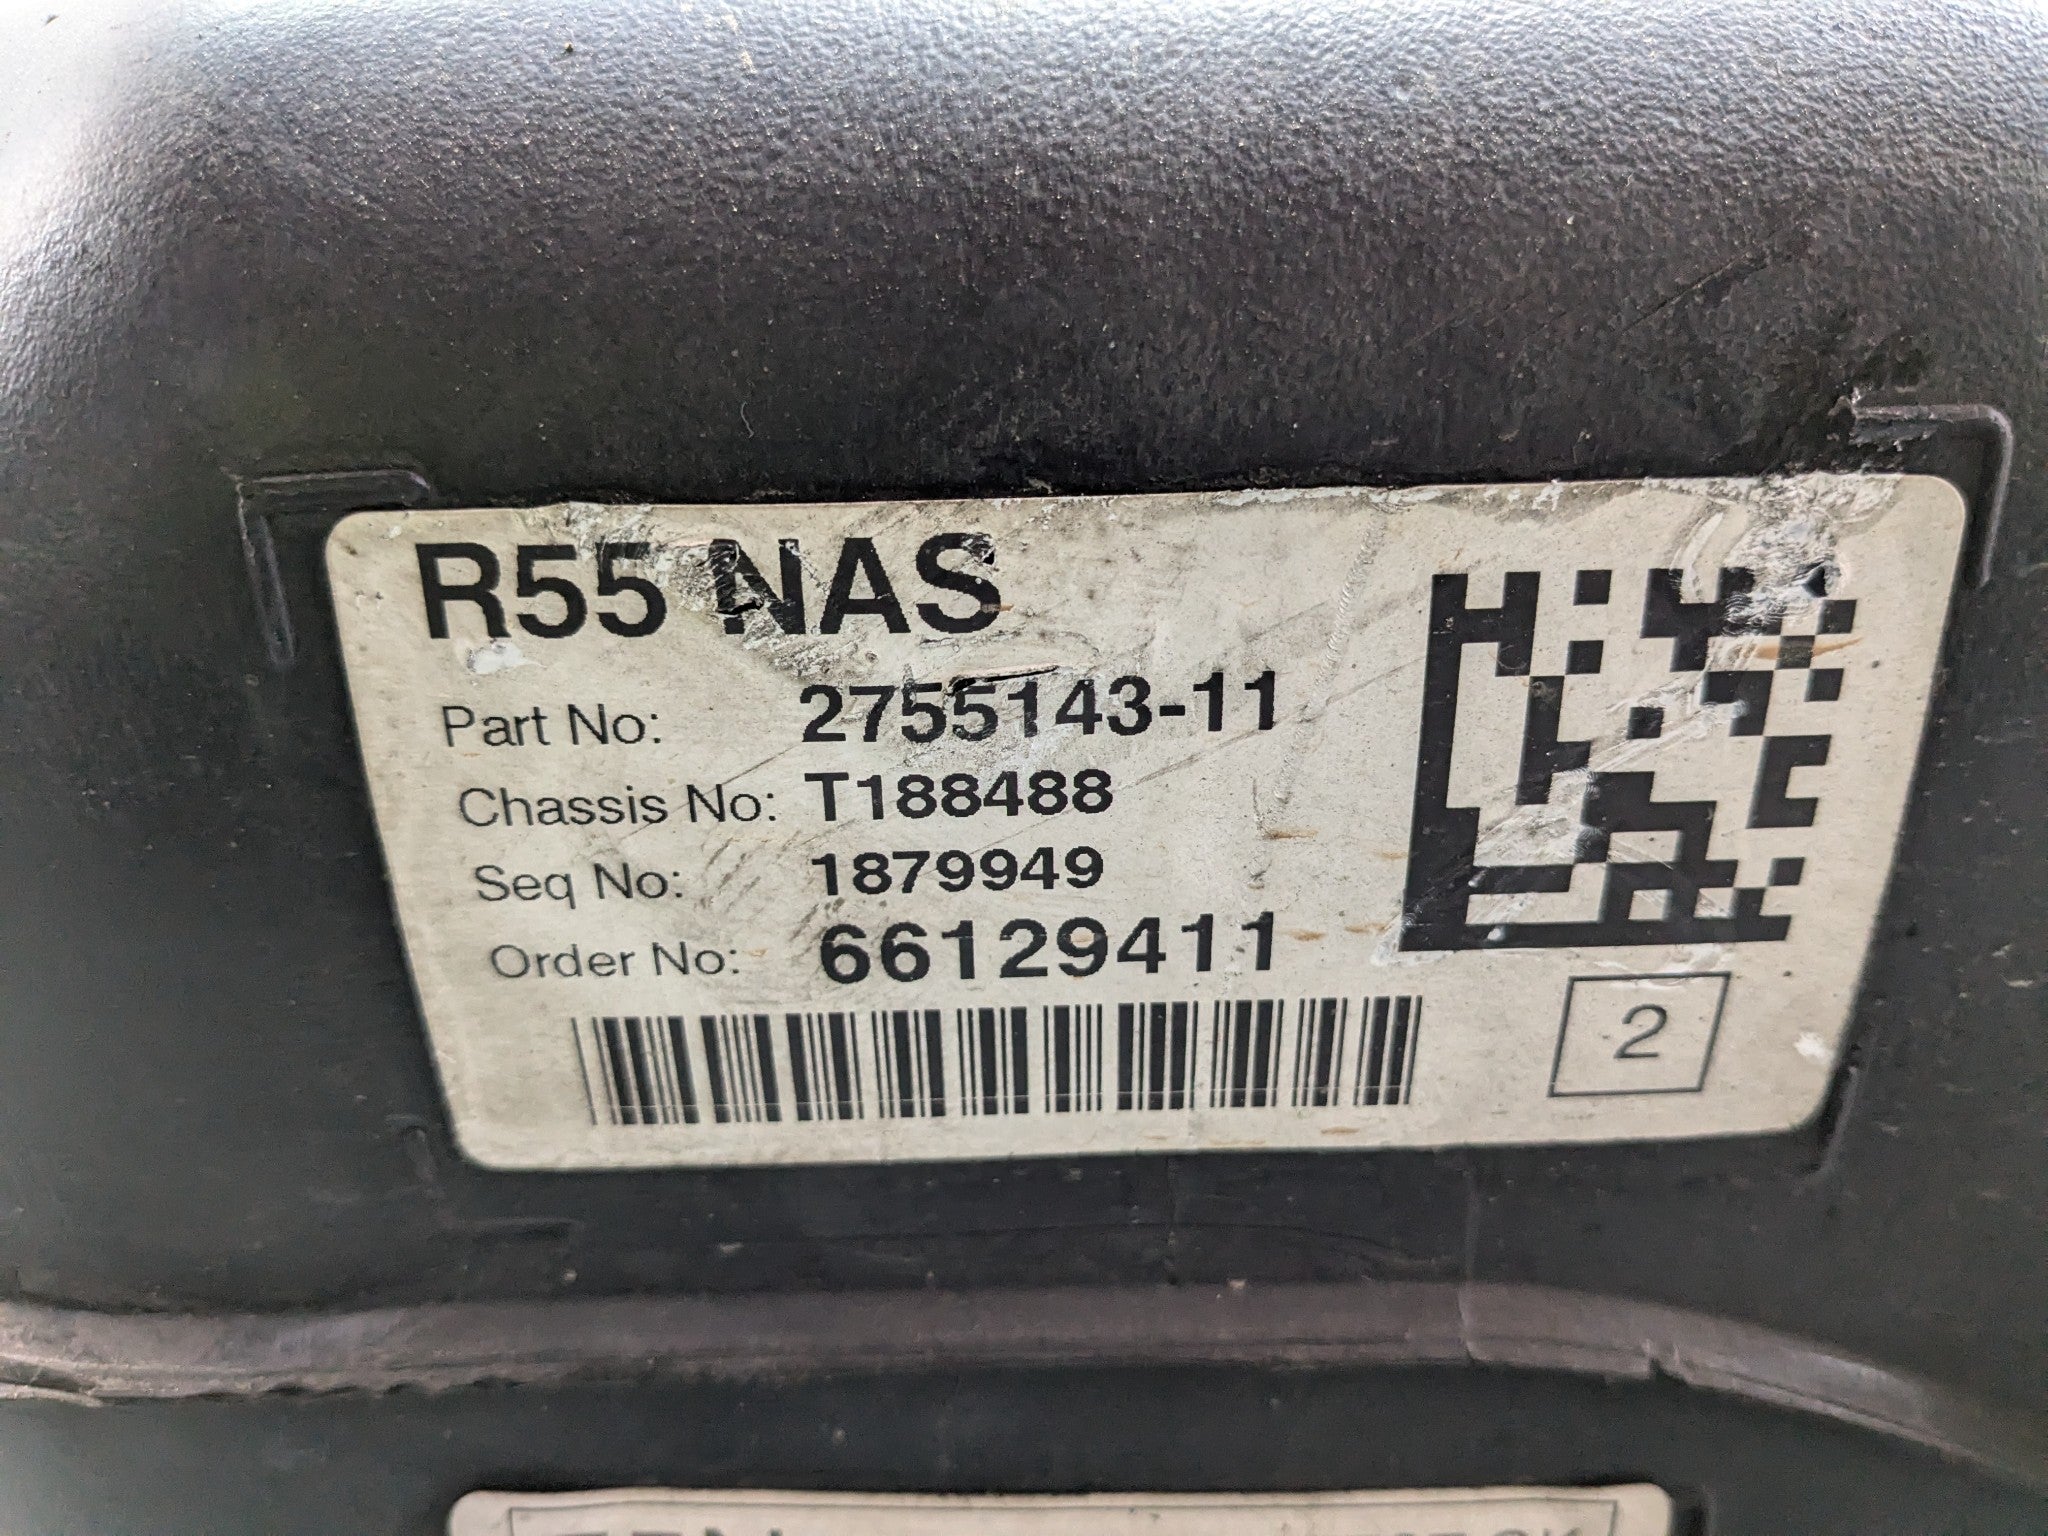 R55 NAS
Part No: 2755143-11
Chassis No: T188488
Seq No: 1879949
Order No: 66129411
2